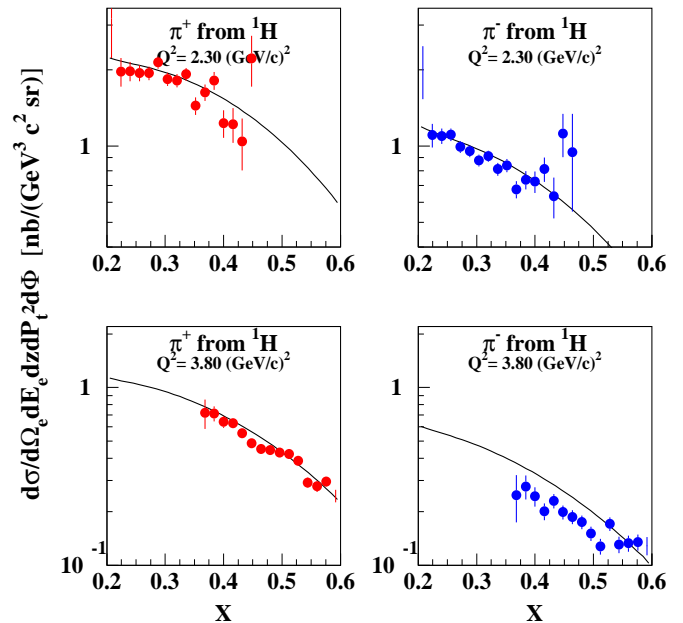 π⁺ from ¹H
Q²= 2.30 (GeV/c)²
1
0.2 0.3 0.4 0.5 0.6
π⁻ from ¹H
Q²= 2.30 (GeV/c)²
1
0.2 0.3 0.4 0.5 0.6
dσ/dΩₑdEₑdzdPₜ²dΦ [nb/(GeV³ c² sr)]
π⁺ from ¹H
Q²= 3.80 (GeV/c)²
1
10⁻¹
0.2 0.3 0.4 0.5 0.6
X
π⁻ from ¹H
Q²= 3.80 (GeV/c)²
1
10⁻¹
0.2 0.3 0.4 0.5 0.6
X